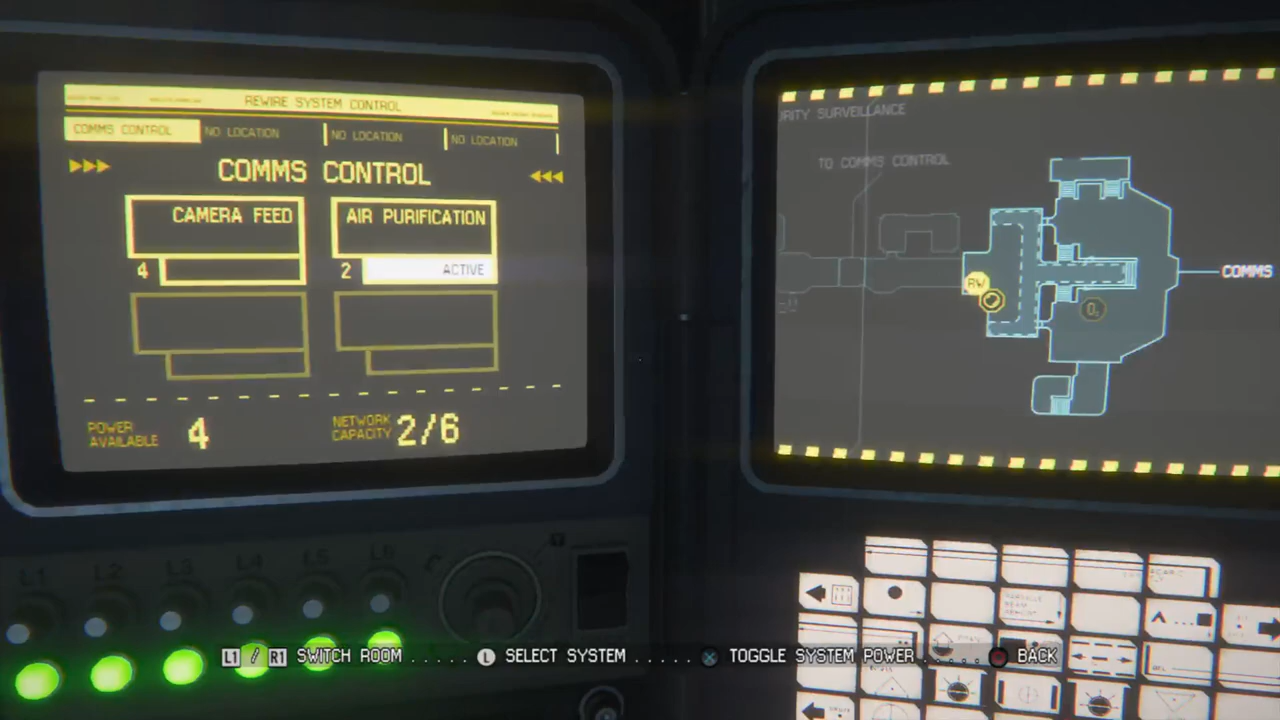 REWIRE SYSTEM CONTROL
COMMS CONTROL NO LOCATION NO LOCATION NO LOCATION
COMMS CONTROL
CAMERA FEED AIR PURIFICATION
4 2 ACTIVE
POWER AVAILABLE 4
NETWORK CAPACITY 2/6
RITY SURVEILLANCE
TO COMMS CONTROL
RW
O₂
COMMS
L1 L2 L3 L4 L5 L6
L1 / R1 SWITCH ROOM ..... L SELECT SYSTEM ..... TOGGLE SYSTEM POWER ..... BACK